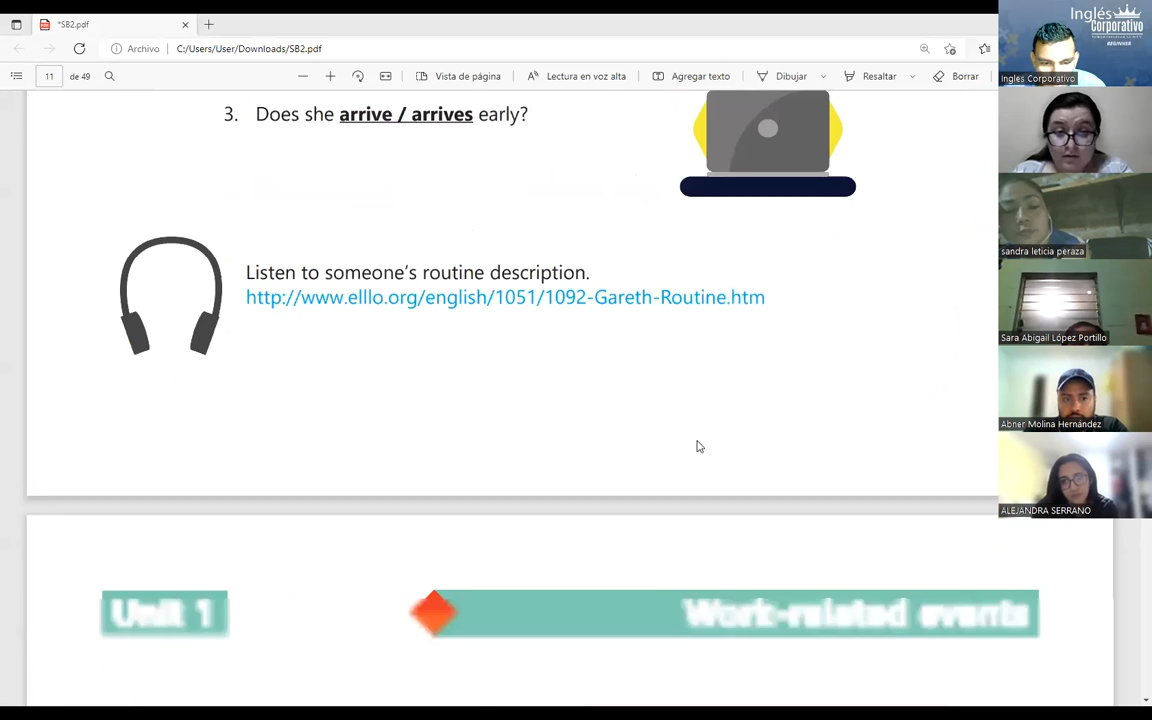 *SB2.pdf
Archivo
C:/Users/User/Downloads/SB2.pdf
11
de 49
Vista de página
Lectura en voz alta
Agregar texto
Dibujar
Resaltar
Borrar
3. Does she arrive / arrives early?
Listen to someone's routine description.
http://www.elllo.org/english/1051/1092-Gareth-Routine.htm
Unit 1
Work-related events
Inglés
Corporativo
BEGINNER
Ingles Corporativo
sandra leticia peraza
Sara Abigail López Portillo
Abner Molina Hernández
ALEJANDRA SERRANO